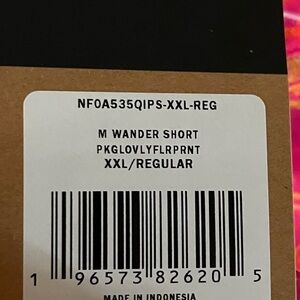 NF0A535QIPS-XXL-REG
M WANDER SHORT
PKGLOVLYFLRPRNT
XXL/REGULAR
1 96573 82620 5
MADE IN INDONESIA